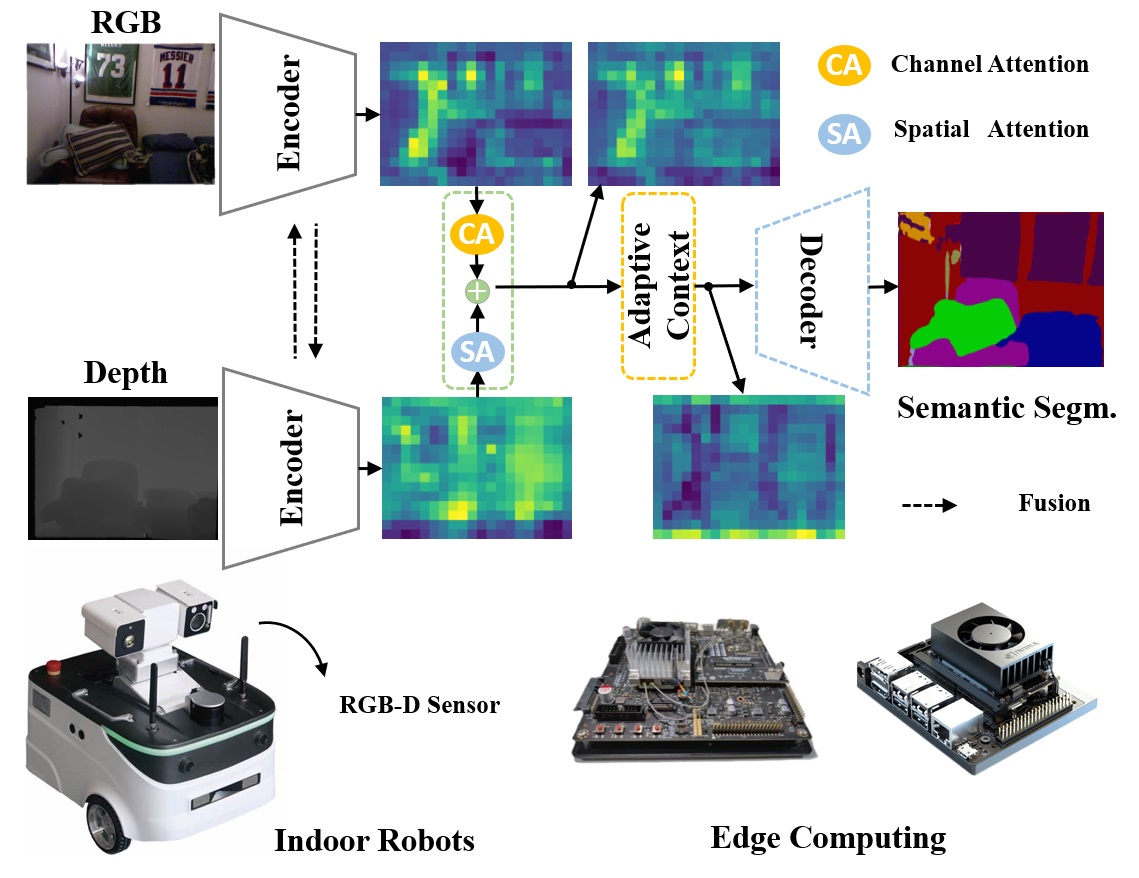 RGB
73
MESSIER
11
Encoder
CA Channel Attention
SA Spatial Attention
CA
Adaptive
Context
Decoder
SA
Depth
Encoder
Semantic Segm.
Fusion
RGB-D Sensor
Indoor Robots
Edge Computing